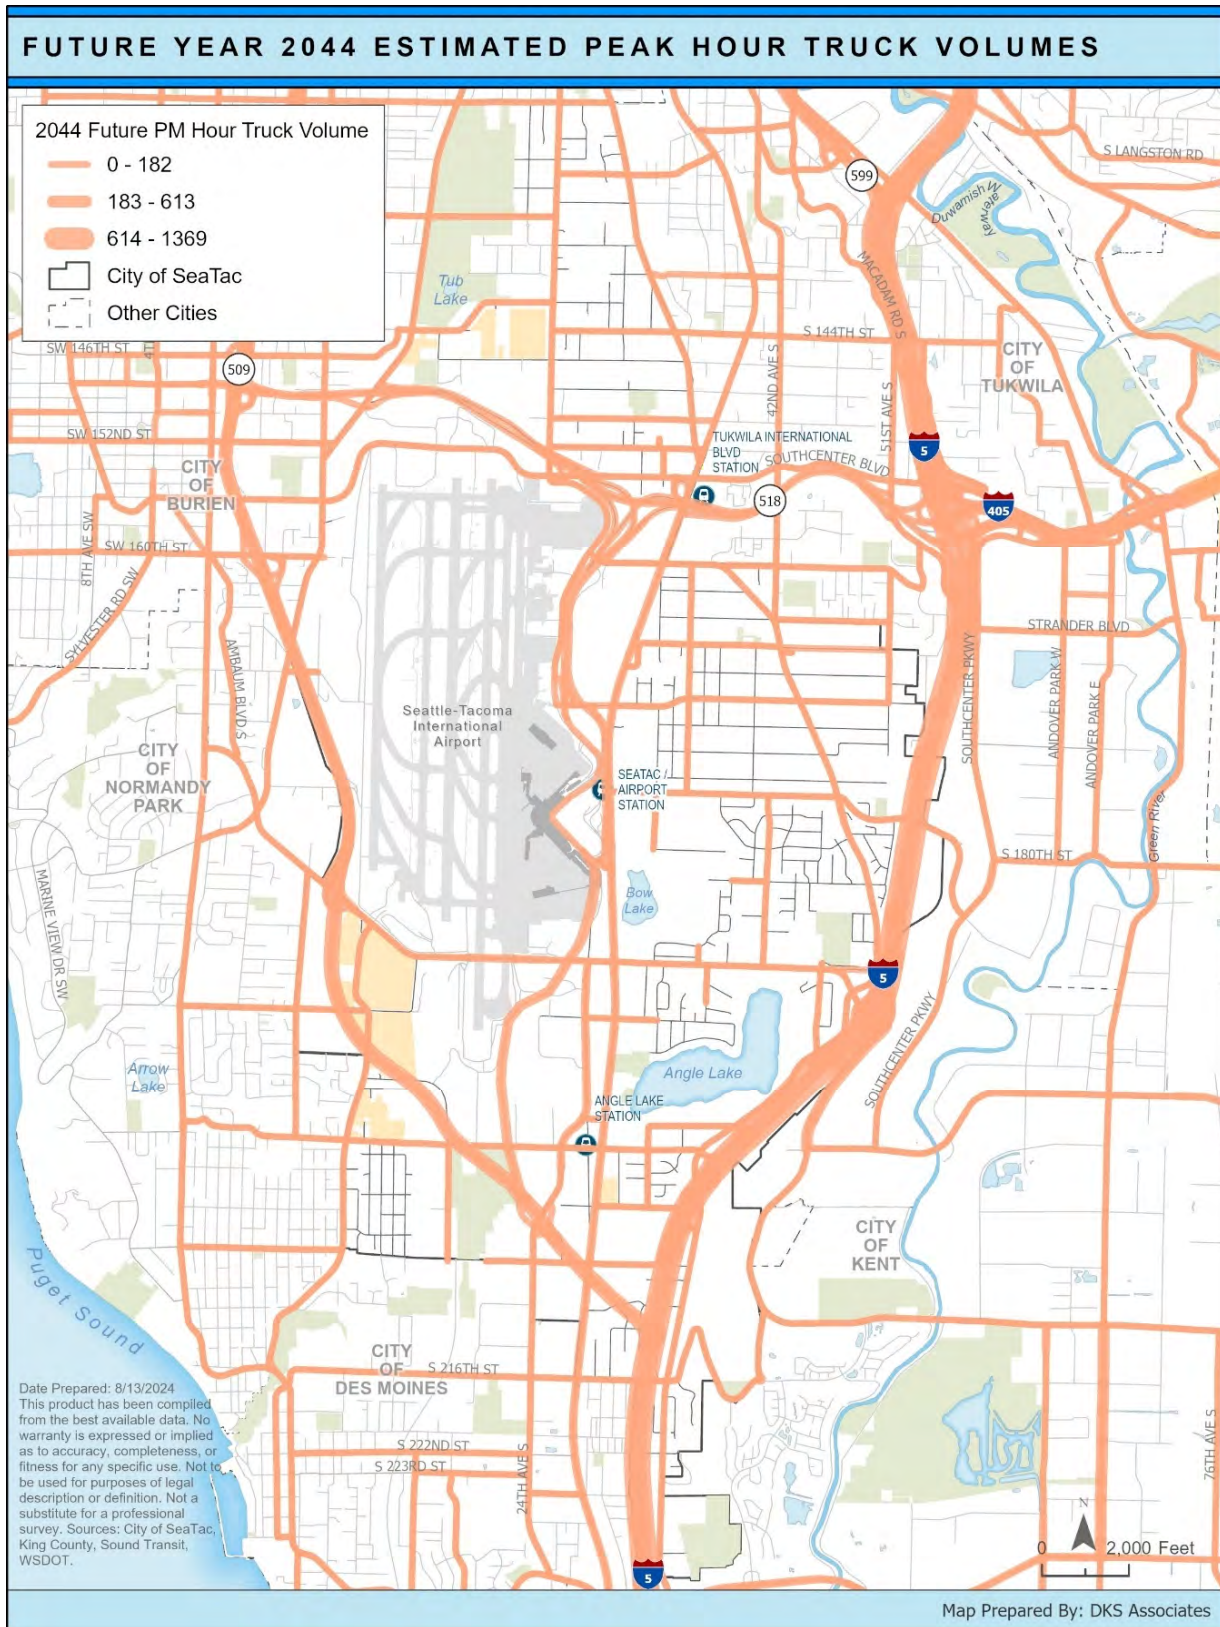 FUTURE YEAR 2044 ESTIMATED PEAK HOUR TRUCK VOLUMES
2044 Future PM Hour Truck Volume
0 - 182
183 - 613
614 - 1369
City of SeaTac
Other Cities
S LANGSTON RD
599
Duwamish
Waterway
MACADAM RD S
Tub
Lake
S 144TH ST
SW 146TH ST
509
42ND AVE S
CITY
OF
TUKWILA
51ST AVE S
SW 152ND ST
TUKWILA INTERNATIONAL
BLVD
STATION
SOUTHCENTER BLVD
5
CITY
OF
BURIEN
518
405
8TH AVE SW
SW 160TH ST
SYLVESTER RD SW
STRANDER BLVD
AMBAUM BLVD S
SOUTHCENTER PKWY
ANDOVER PARK W
ANDOVER PARK E
Seattle-Tacoma
International
Airport
CITY
OF
NORMANDY
PARK
SEATAC /
AIRPORT
STATION
Green River
S 180TH ST
MARINE VIEW DR SW
Bow
Lake
5
SOUTHCENTER PKWY
Arrow
Lake
Angle Lake
ANGLE LAKE
STATION
CITY
OF
KENT
Puget Sound
CITY
OF
DES MOINES
S 216TH ST
Date Prepared: 8/13/2024
This product has been compiled
from the best available data. No
warranty is expressed or implied
as to accuracy, completeness, or
fitness for any specific use. Not to
be used for purposes of legal
description or definition. Not a
substitute for a professional
survey. Sources: City of SeaTac,
King County, Sound Transit,
WSDOT.
S 222ND ST
S 223RD ST
24TH AVE S
76TH AVE S
N
0 2,000 Feet
5
Map Prepared By: DKS Associates